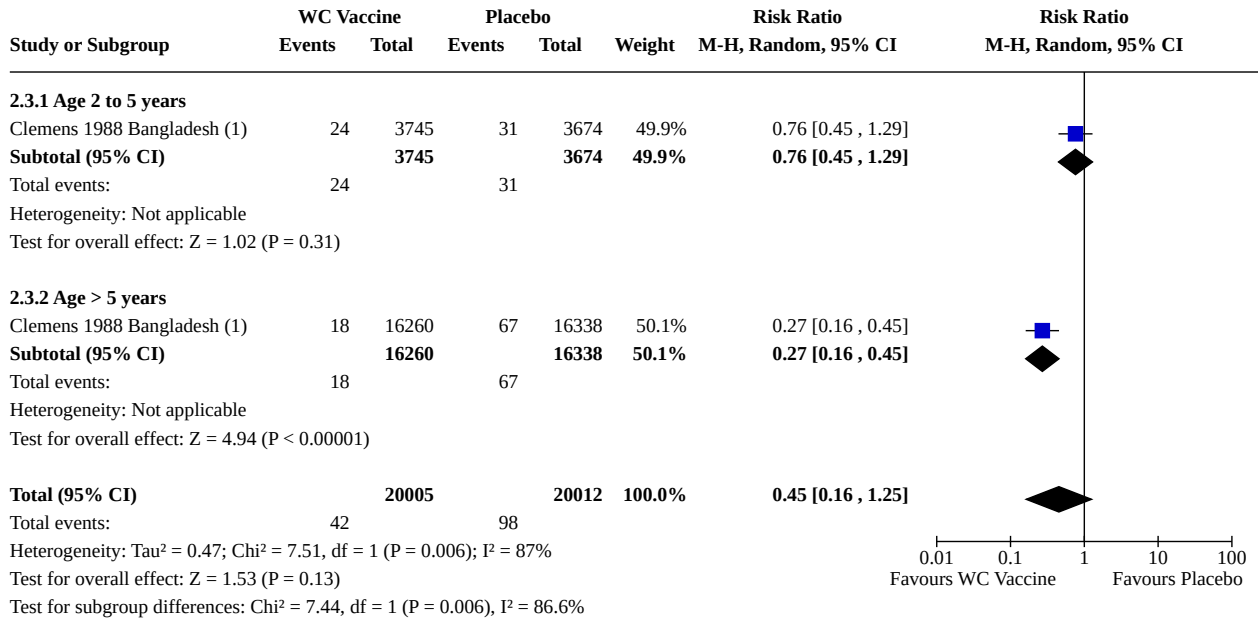 WC Vaccine Placebo Risk Ratio Risk Ratio
Study or Subgroup Events Total Events Total Weight M-H, Random, 95% CI M-H, Random, 95% CI
2.3.1 Age 2 to 5 years
Clemens 1988 Bangladesh (1) 24 3745 31 3674 49.9% 0.76 [0.45 , 1.29]
Subtotal (95% CI) 3745 3674 49.9% 0.76 [0.45 , 1.29]
Total events: 24 31
Heterogeneity: Not applicable
Test for overall effect: Z = 1.02 (P = 0.31)
2.3.2 Age > 5 years
Clemens 1988 Bangladesh (1) 18 16260 67 16338 50.1% 0.27 [0.16 , 0.45]
Subtotal (95% CI) 16260 16338 50.1% 0.27 [0.16 , 0.45]
Total events: 18 67
Heterogeneity: Not applicable
Test for overall effect: Z = 4.94 (P < 0.00001)
Total (95% CI) 20005 20012 100.0% 0.45 [0.16 , 1.25]
Total events: 42 98
Heterogeneity: Tau² = 0.47; Chi² = 7.51, df = 1 (P = 0.006); I² = 87%
0.01 0.1 1 10 100
Test for overall effect: Z = 1.53 (P = 0.13)
Favours WC Vaccine Favours Placebo
Test for subgroup differences: Chi² = 7.44, df = 1 (P = 0.006), I² = 86.6%